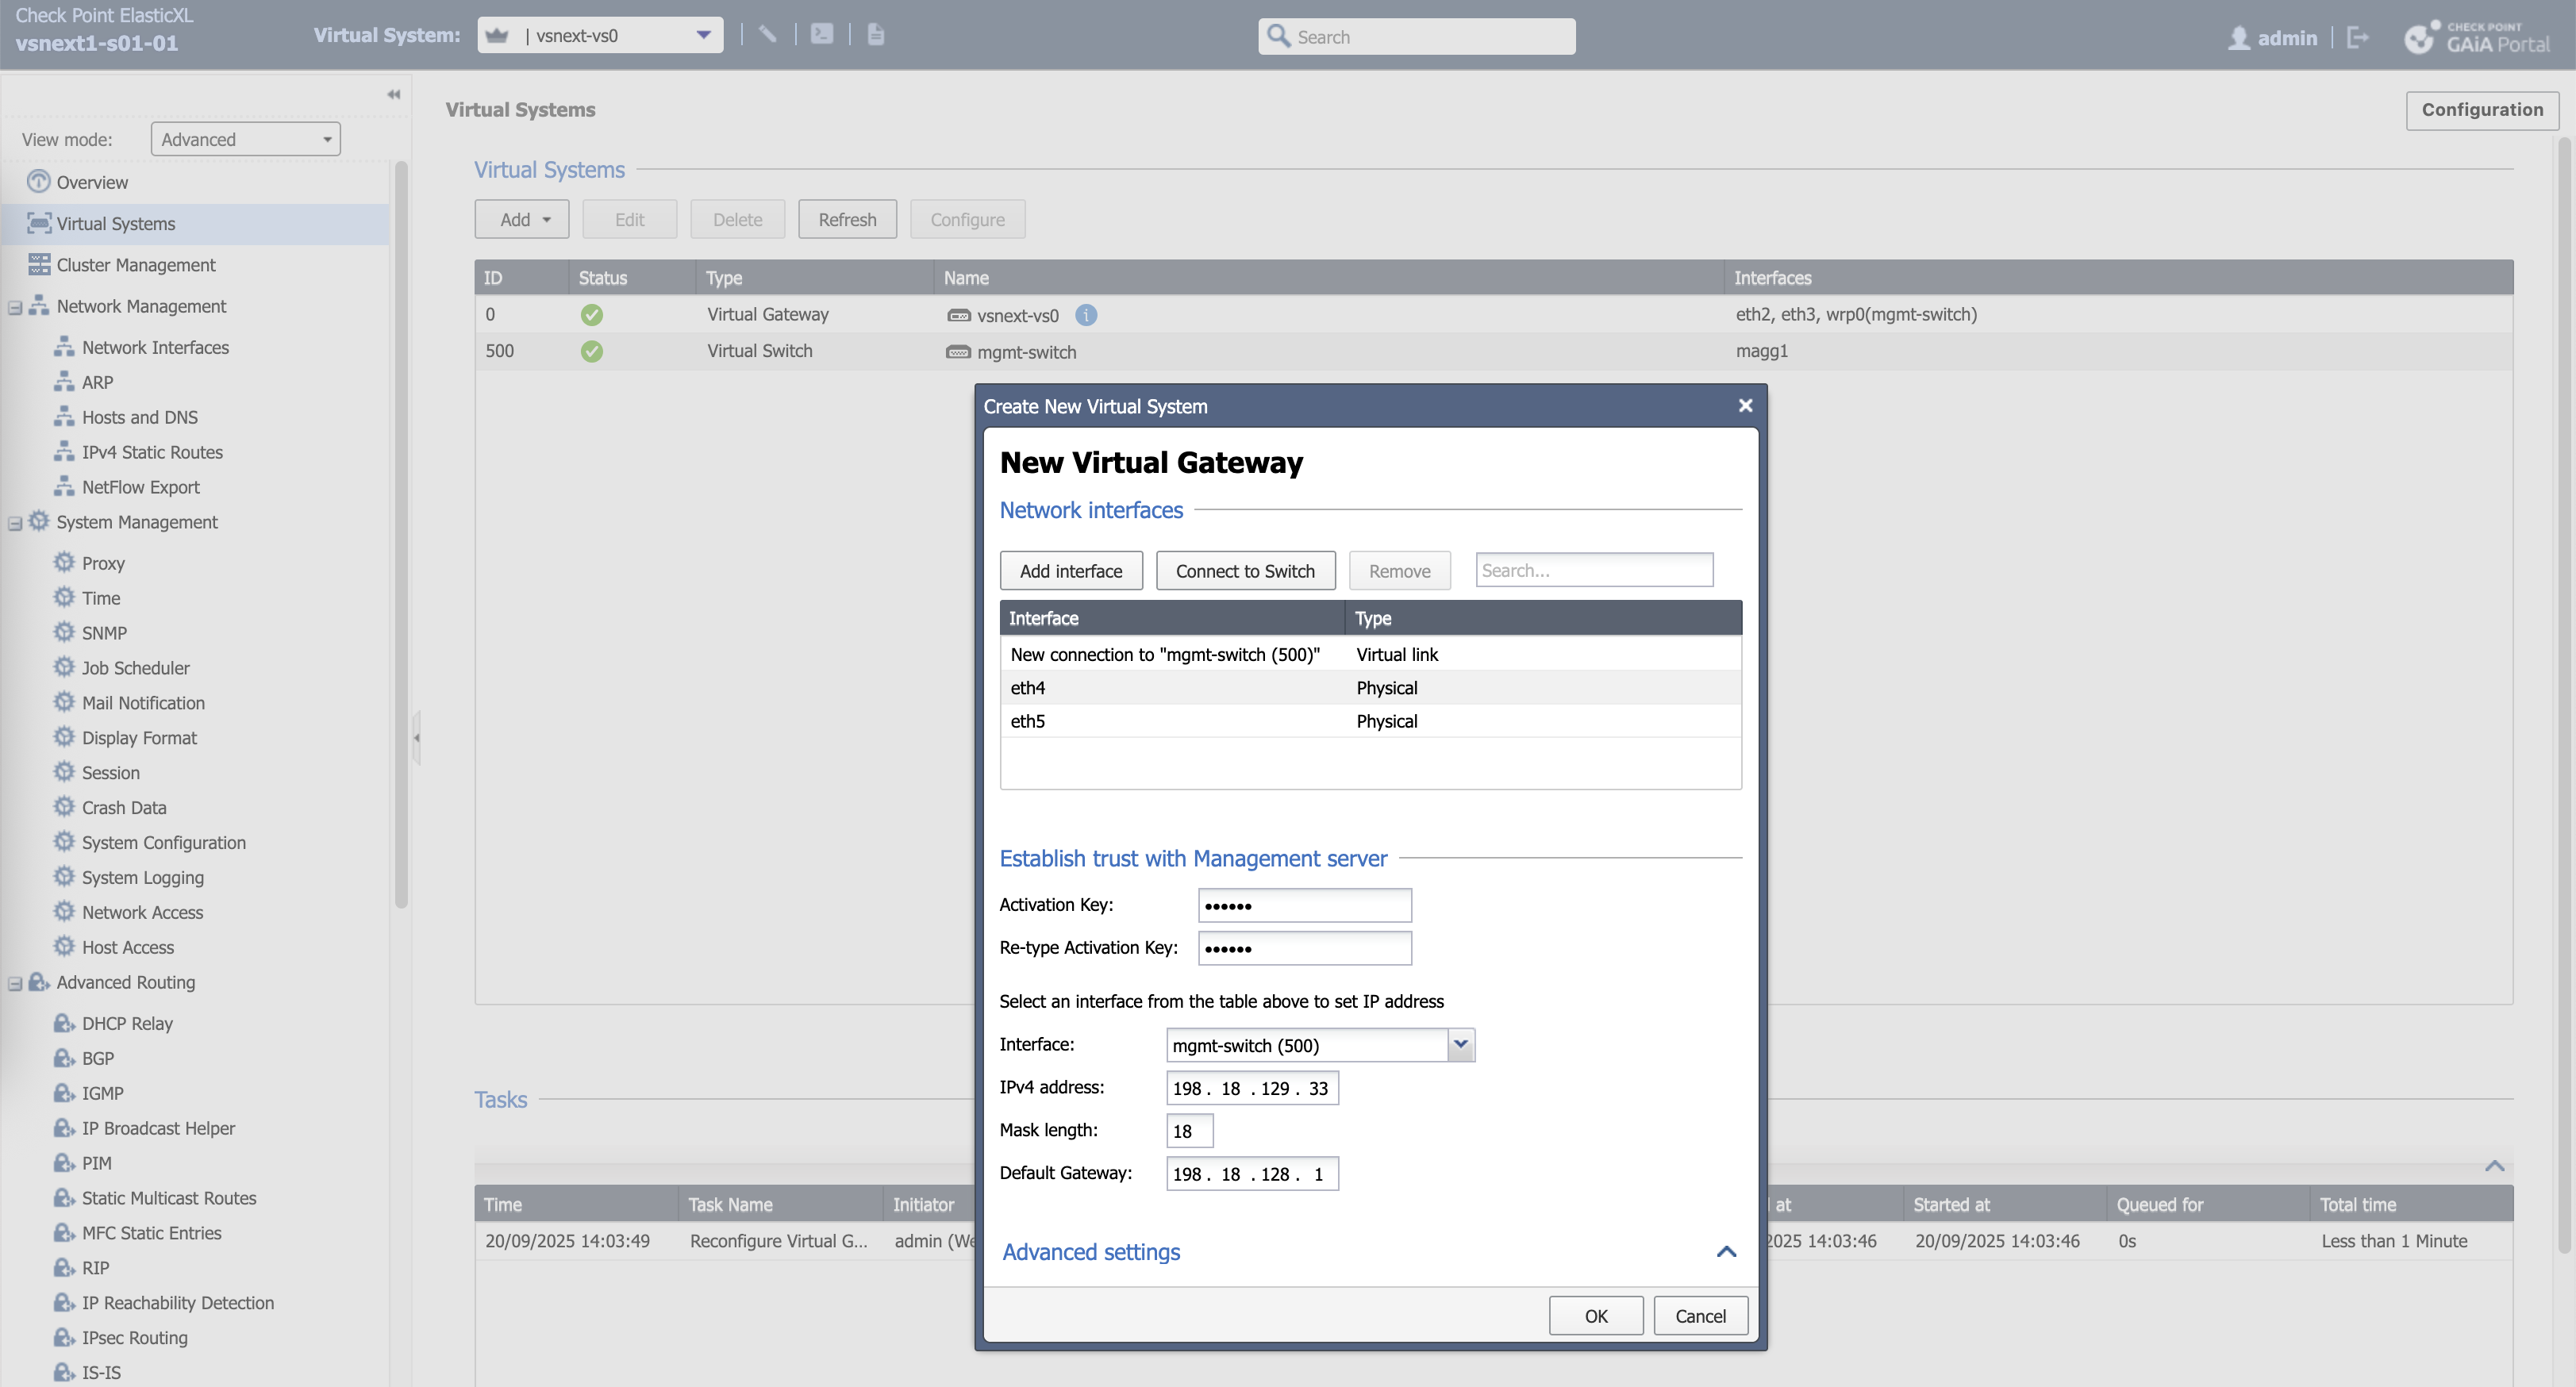 Check Point ElasticXL
vsnext1-s01-01
Virtual System: | vsnext-vs0
Search
admin
CHECK POINT
GAiA Portal
View mode: Advanced
Overview
Virtual Systems
Cluster Management
Network Management
Network Interfaces
ARP
Hosts and DNS
IPv4 Static Routes
NetFlow Export
System Management
Proxy
Time
SNMP
Job Scheduler
Mail Notification
Display Format
Session
Crash Data
System Configuration
System Logging
Network Access
Host Access
Advanced Routing
DHCP Relay
BGP
IGMP
IP Broadcast Helper
PIM
Static Multicast Routes
MFC Static Entries
RIP
IP Reachability Detection
IPsec Routing
IS-IS
Virtual Systems
Configuration
Virtual Systems
Add Edit Delete Refresh Configure
ID Status Type Name Interfaces
0 Virtual Gateway vsnext-vs0 i eth2, eth3, wrp0(mgmt-switch)
500 Virtual Switch mgmt-switch magg1
Create New Virtual System
New Virtual Gateway
Network interfaces
Add interface Connect to Switch Remove Search...
Interface Type
New connection to "mgmt-switch (500)" Virtual link
eth4 Physical
eth5 Physical
Establish trust with Management server
Activation Key: ••••••
Re-type Activation Key: ••••••
Select an interface from the table above to set IP address
Interface: mgmt-switch (500)
IPv4 address: 198 . 18 . 129 . 33
Mask length: 18
Default Gateway: 198 . 18 . 128 . 1
Advanced settings
OK Cancel
Tasks
Time Task Name Initiator at Started at Queued for Total time
20/09/2025 14:03:49 Reconfigure Virtual G... admin (We 2025 14:03:46 20/09/2025 14:03:46 0s Less than 1 Minute